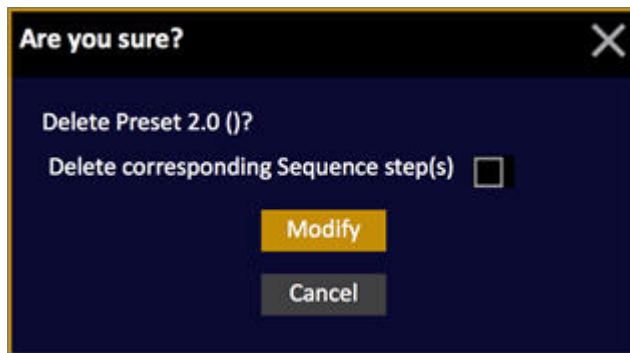 Are you sure?
Delete Preset 2.0 ()?
Delete corresponding Sequence step(s)
Modify
Cancel